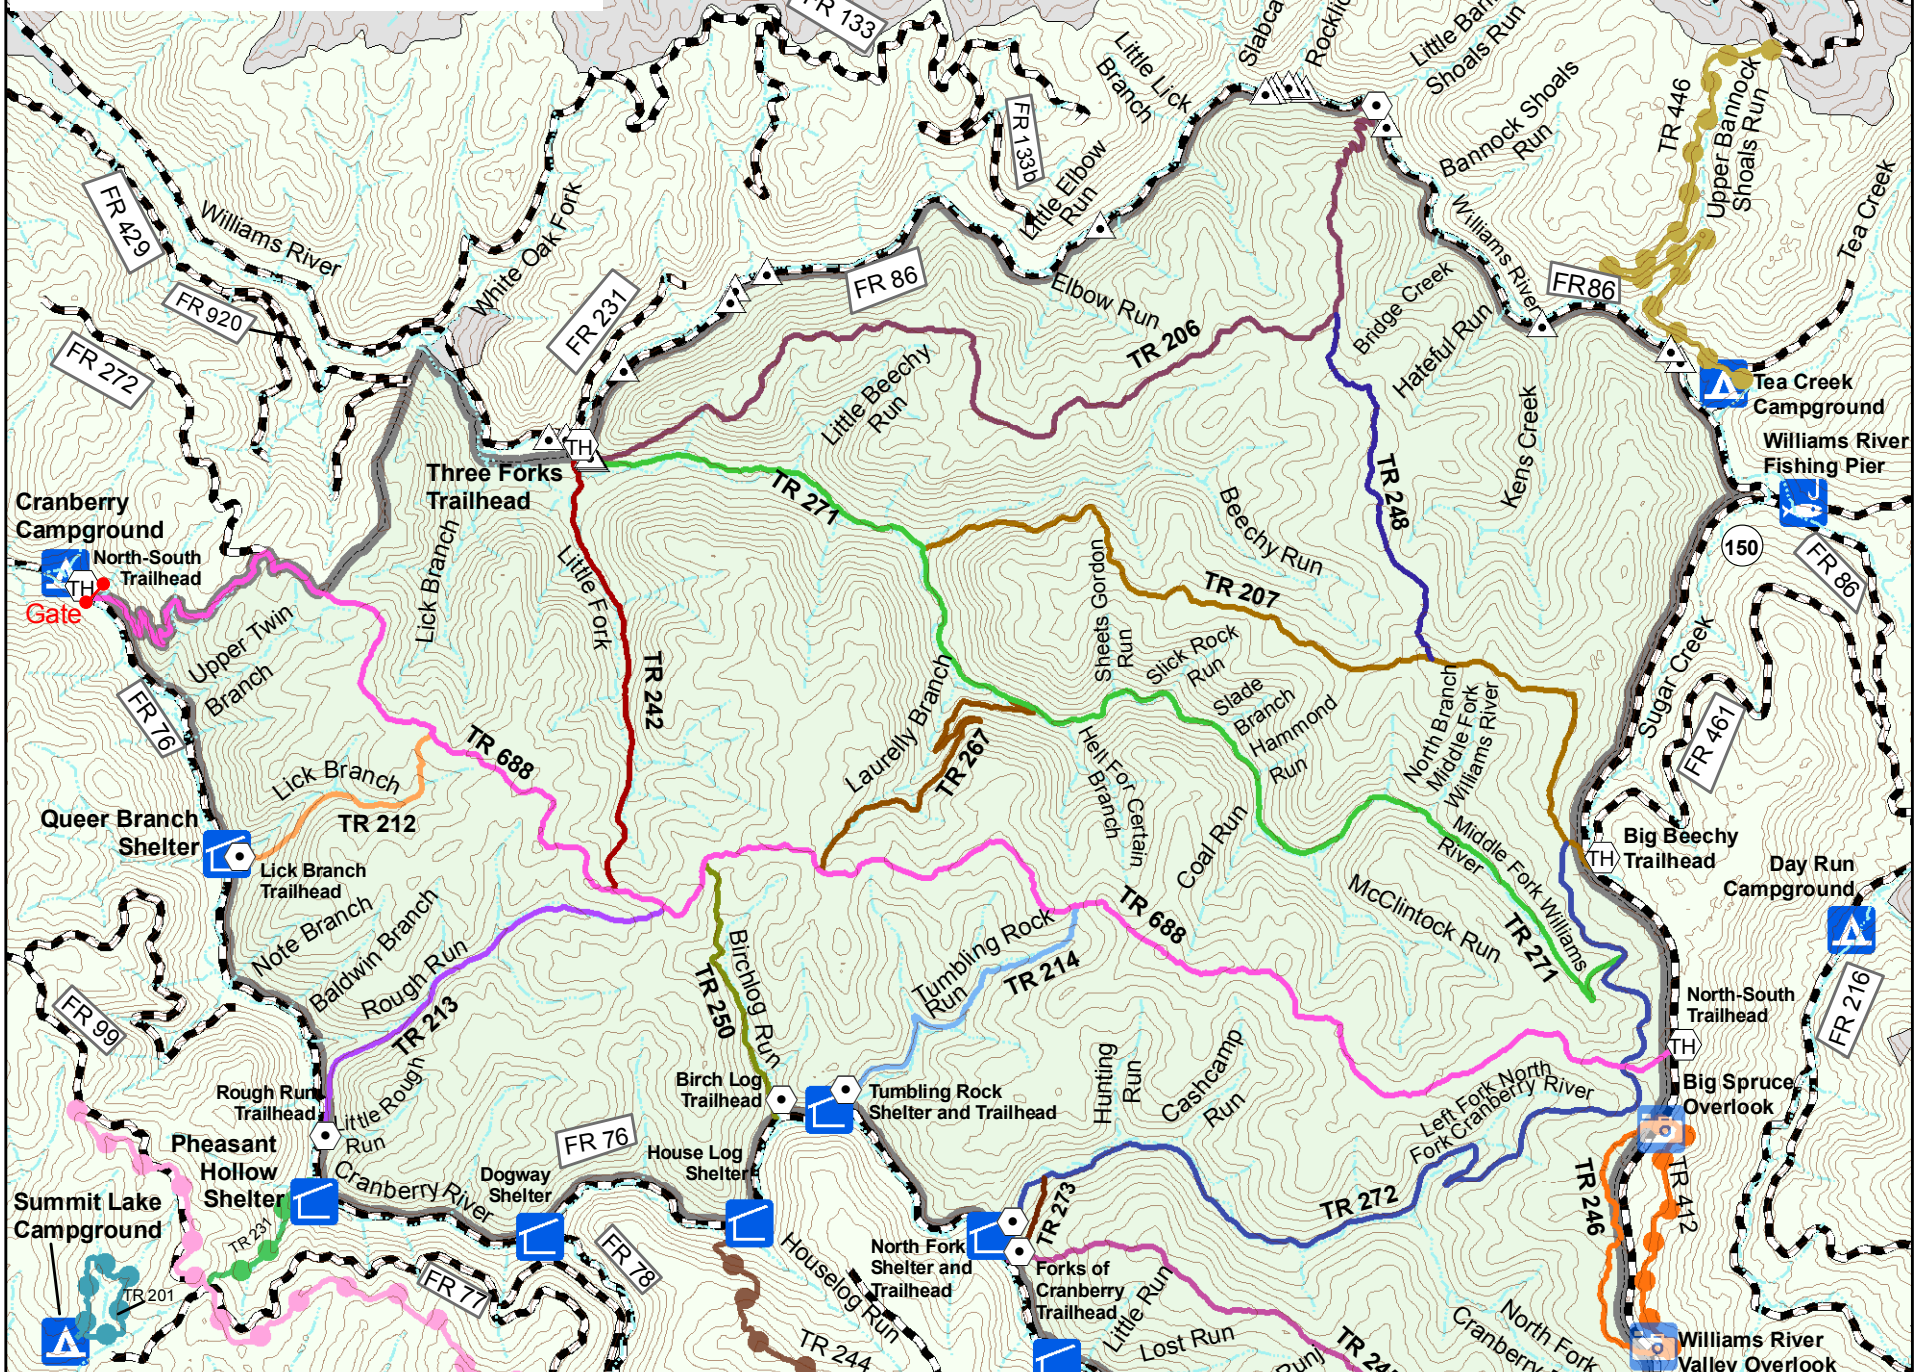 FR 133
Slabca
Rocklic
Little Ban
Shoals Run
Little Lick
Branch
FR 133b
Little Elbow
Run
Bannock Shoals
Run
TR 446
Upper Bannock
Shoals Run
Tea Creek
FR 429
Williams River
White Oak Fork
FR 920
FR 231
FR 86
Elbow Run
Williams River
FR 86
FR 272
Bridge Creek
Hateful Run
TR 206
Little Beechy
Run
Kens Creek
Tea Creek
Campground
Williams River
Fishing Pier
TH
Three Forks
Trailhead
TR 271
TR 248
Beechy Run
Cranberry
Campground
North-South
Trailhead
TH
Gate
Lick Branch
Little Fork
150
FR 86
Sheets Gordon
Run
TR 207
Upper Twin
Branch
FR 76
TR 242
Slick Rock
Run
Slade
Branch
Hammond
Run
Laurelly Branch
TR 267
Hell For Certain
Branch
North Branch
Middle Fork
Williams River
Sugar Creek
FR 461
TR 688
Lick Branch
TR 212
Queer Branch
Shelter
Lick Branch
Trailhead
Coal Run
Middle Fork Williams
River
TH
Big Beechy
Trailhead
Day Run
Campground
McClintock Run
TR 271
TR 688
Note Branch
Baldwin Branch
Rough Run
TR 213
FR 99
TR 250
Birchlog Run
Tumbling Rock
Run
TR 214
North-South
Trailhead
TH
FR 216
Rough Run
Trailhead
Little Rough
Run
Birch Log
Trailhead
Tumbling Rock
Shelter and Trailhead
Hunting
Run
Cashcamp
Run
Left Fork North
Fork Cranberry River
Big Spruce
Overlook
Pheasant
Hollow
Shelter
FR 76
House Log
Shelter
Dogway
Shelter
Cranberry River
TR 273
TR 272
TR 246
TR 412
Summit Lake
Campground
TR 231
TR 201
FR 77
FR 78
Houselog Run
TR 244
North Fork
Shelter and
Trailhead
Forks of
Cranberry
Trailhead
Little Run
Lost Run
Run)
TR 24
North Fork
Cranberry
Williams River
Valley Overlook